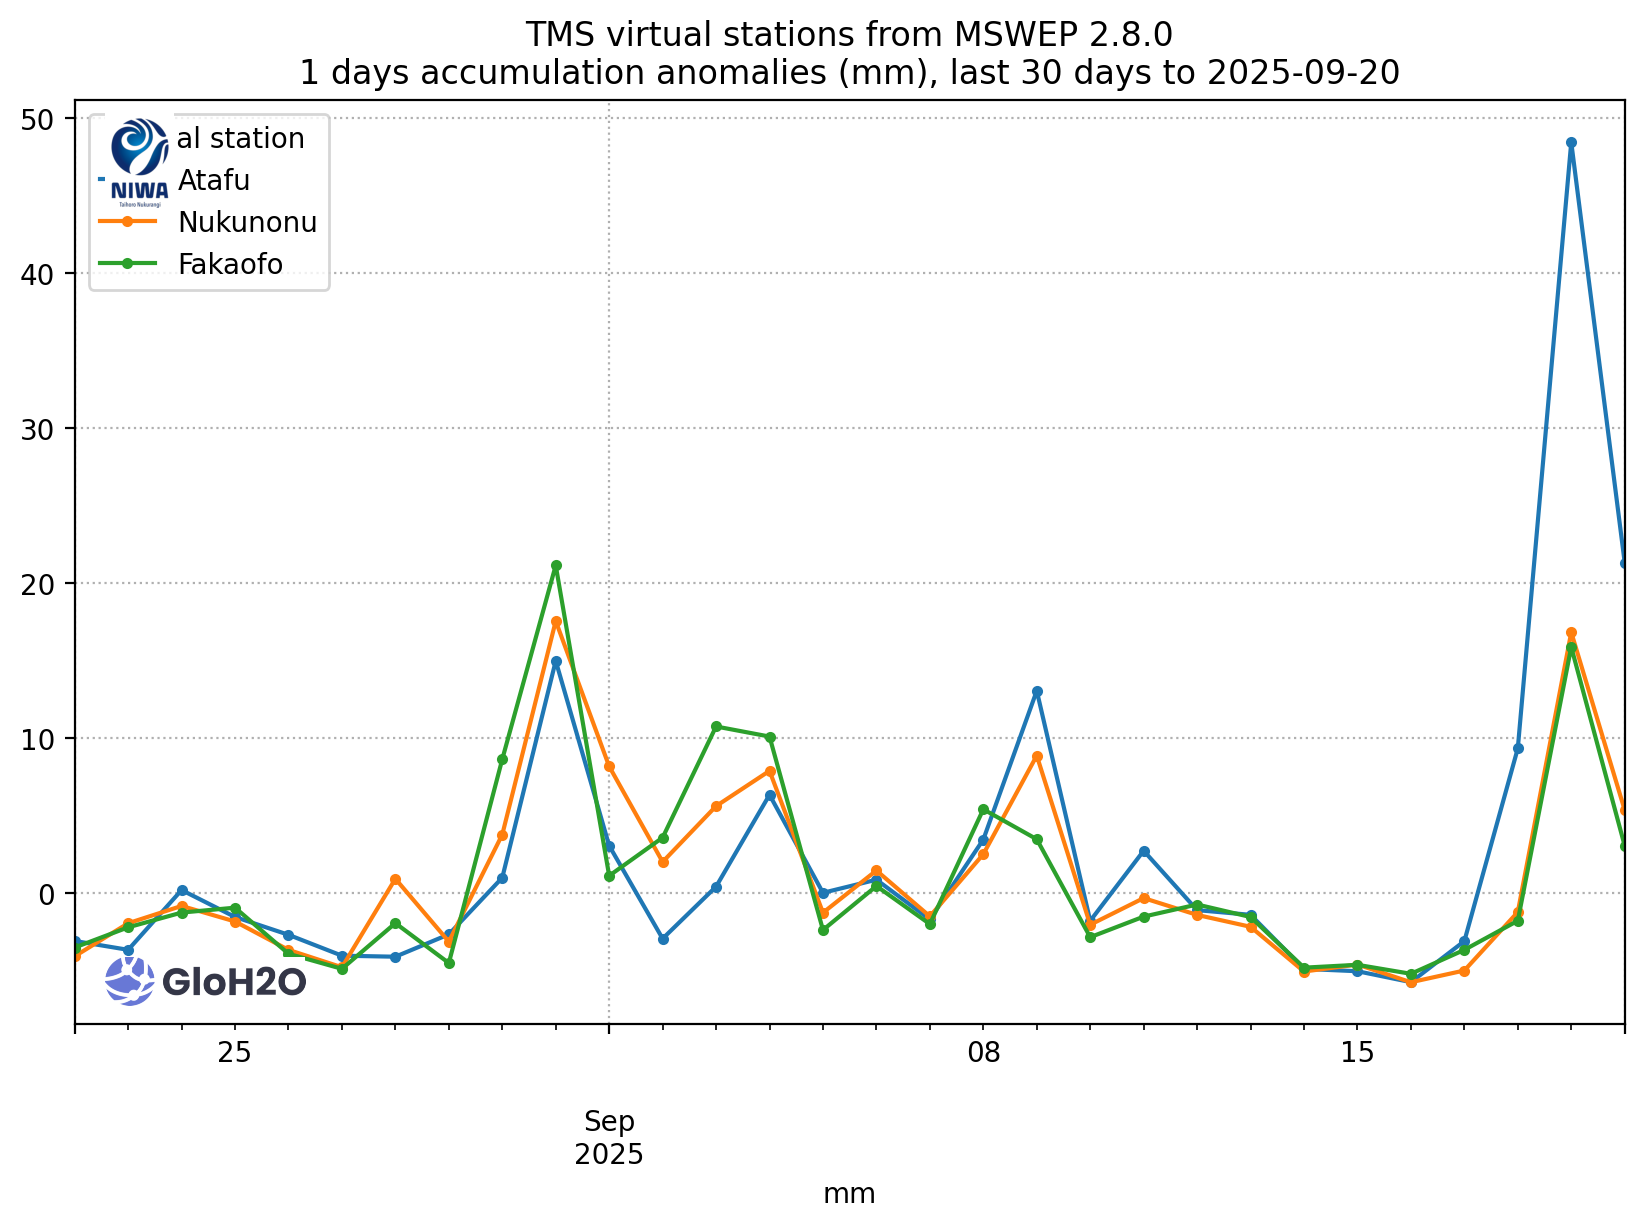 TMS virtual stations from MSWEP 2.8.0
1 days accumulation anomalies (mm), last 30 days to 2025-09-20
50
40
30
20
10
0
al station
Atafu
Nukunonu
Fakaofo
NIWA
Taihoro Nukurangi
GloH2O
25
08
15
Sep
2025
mm